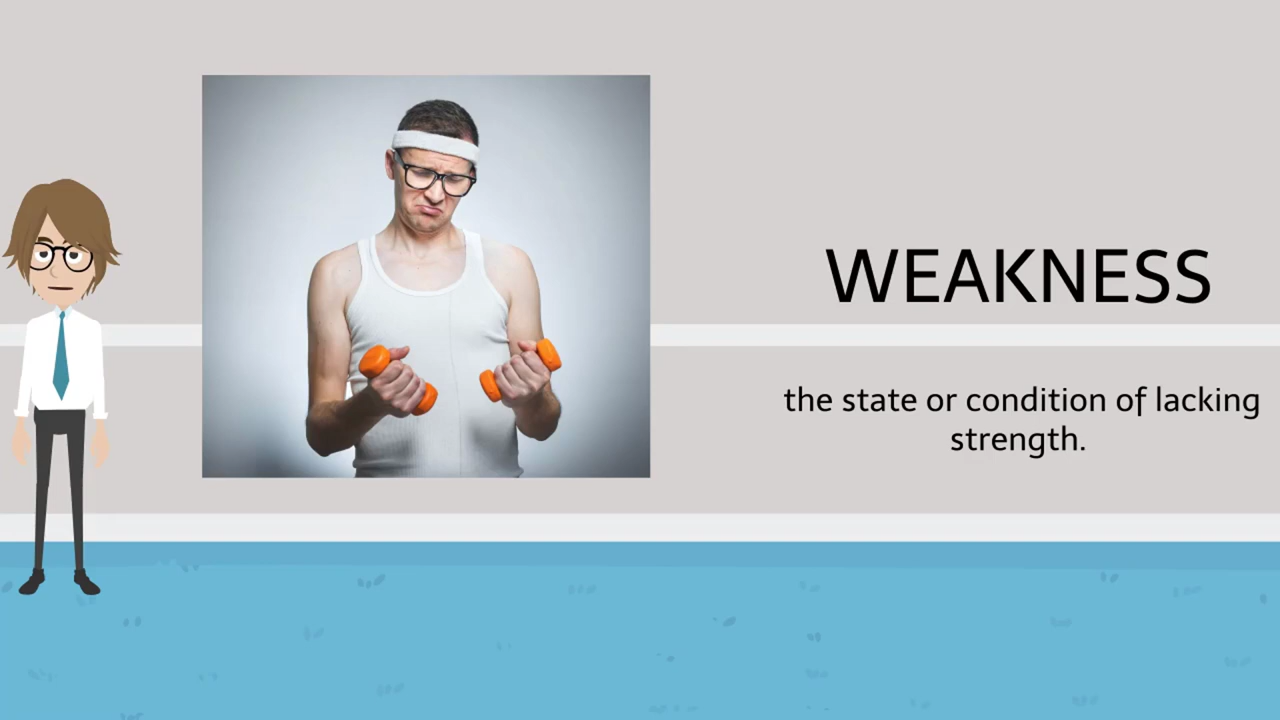 WEAKNESS
the state or condition of lacking
strength.